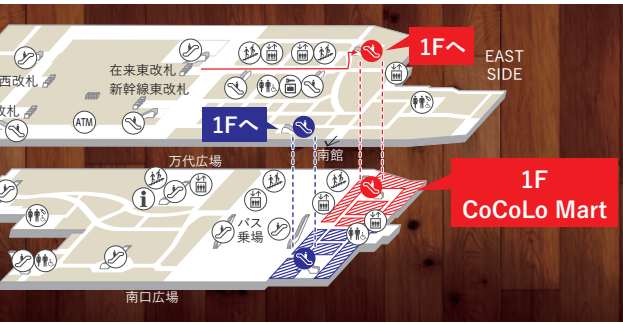 1Fへ
EAST
SIDE
在来東改札
西改札
新幹線東改札
改札
ATM
1Fへ
南館
万代広場
1F
CoCoLo Mart
i
バス
乗場
南口広場